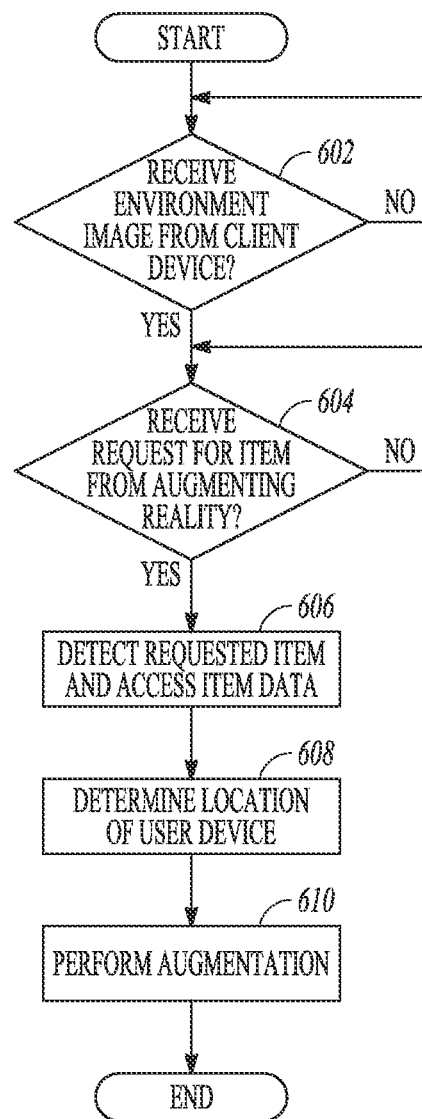 START
602
RECEIVE
ENVIRONMENT
IMAGE FROM CLIENT
DEVICE?
NO
YES
604
RECEIVE
REQUEST FOR ITEM
FROM AUGMENTING
REALITY?
NO
YES
606
DETECT REQUESTED ITEM
AND ACCESS ITEM DATA
608
DETERMINE LOCATION
OF USER DEVICE
610
PERFORM AUGMENTATION
END